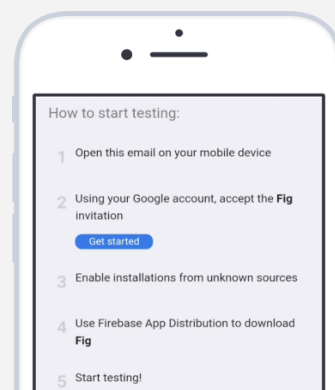 How to start testing:
1 Open this email on your mobile device
2 Using your Google account, accept the Fig
invitation
Get started
3 Enable installations from unknown sources
4 Use Firebase App Distribution to download
Fig
5 Start testing!